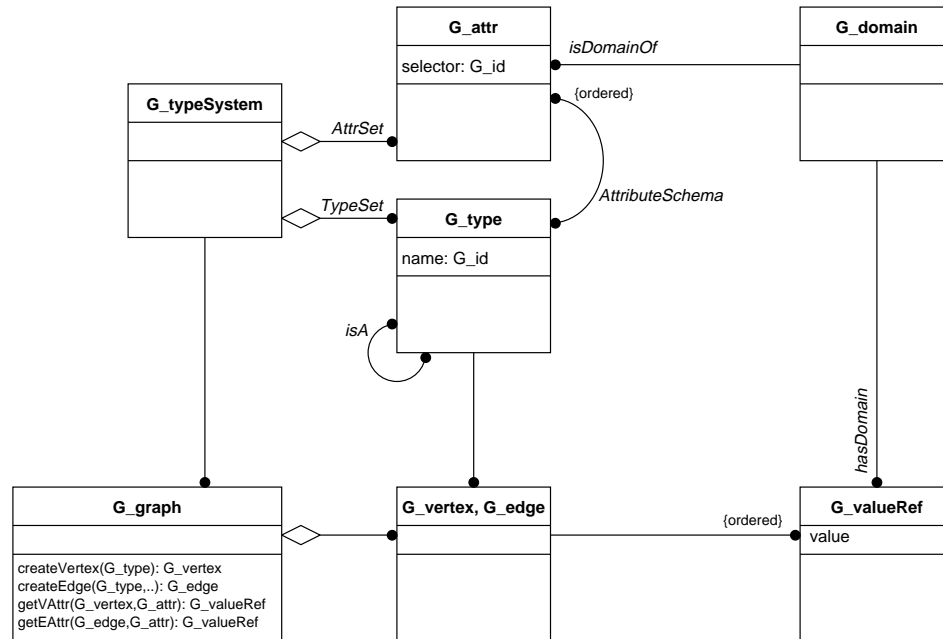 G_attr
isDomainOf
G_domain
selector: G_id
{ordered}
G_typeSystem
AttrSet
AttributeSchema
TypeSet
G_type
name: G_id
isA
hasDomain
G_graph
G_vertex, G_edge
G_valueRef
{ordered}
value
createVertex(G_type): G_vertex
createEdge(G_type,..): G_edge
getVAttr(G_vertex,G_attr): G_valueRef
getEAttr(G_edge,G_attr): G_valueRef